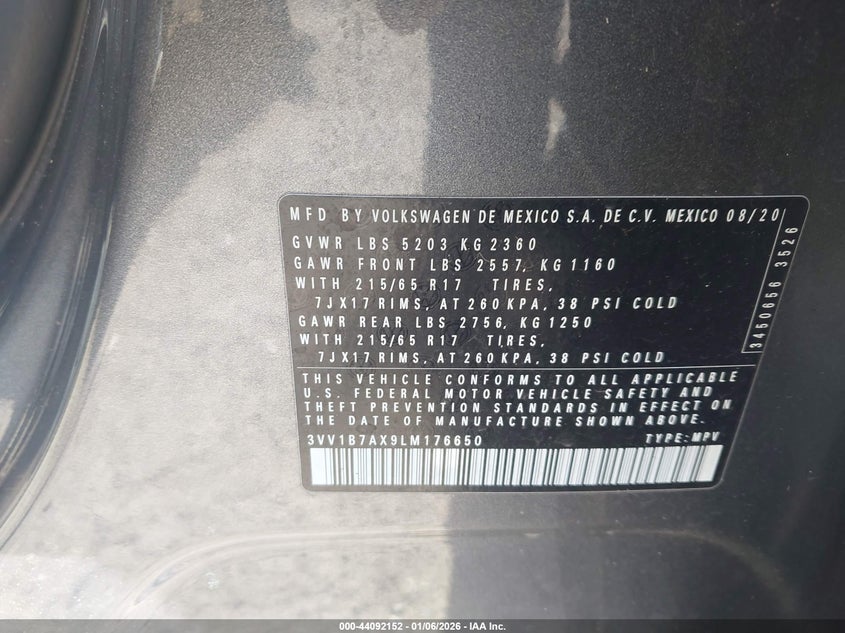 MFD BY VOLKSWAGEN DE MEXICO S.A. DE C.V. MEXICO 08/20
GVWR LBS 5203 KG 2360
GAWR FRONT LBS 2557, KG 1160
WITH 215/65 R17 TIRES,
7JX17 RIMS, AT 260 KPA, 38 PSI COLD
GAWR REAR LBS 2756, KG 1250
WITH 215/65 R17 TIRES,
7JX17 RIMS, AT 260 KPA, 38 PSI COLD
3450656 3526
THIS VEHICLE CONFORMS TO ALL APPLICABLE
U.S. FEDERAL MOTOR VEHICLE SAFETY AND
THEFT PREVENTION STANDARDS IN EFFECT ON
THE DATE OF MANUFACTURE SHOWN ABOVE.
3VV1B7AX9LM176650 TYPE: MPV
000-44092152 - 01/06/2026 - IAA Inc.